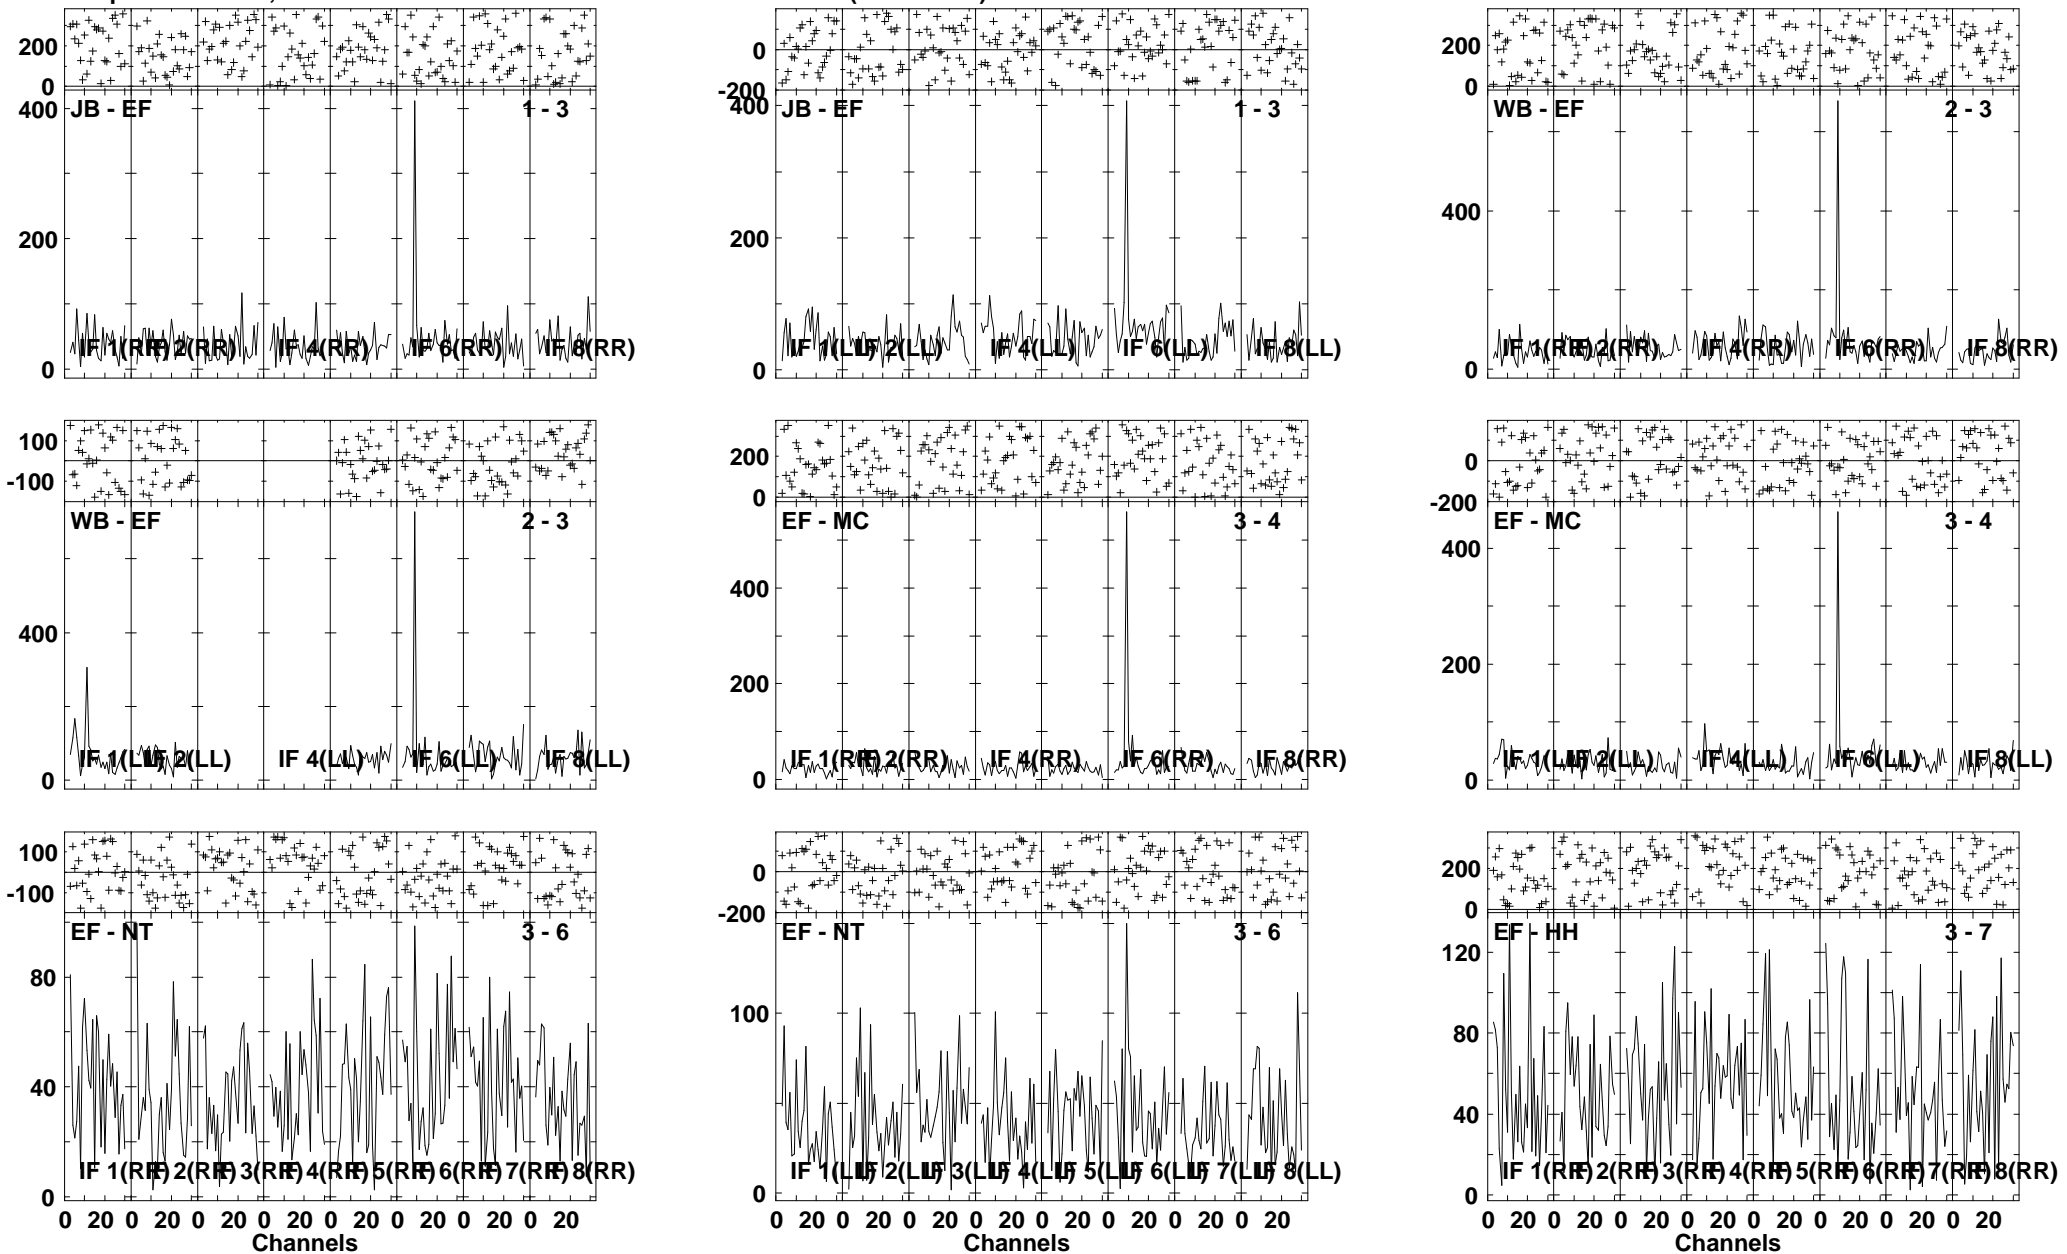 200
0
JB - EF 1 - 3
400
200
0
IF 1(RR) IF 2(RR) IF 4(RR) IF 6(RR) IF 8(RR)
0
-200
JB - EF 1 - 3
400
200
0
IF 1(LL) IF 2(LL) IF 4(LL) IF 6(LL) IF 8(LL)
200
0
WB - EF 2 - 3
400
0
IF 1(RR) IF 2(RR) IF 4(RR) IF 6(RR) IF 8(RR)
100
-100
WB - EF 2 - 3
400
0
IF 1(LL) IF 2(LL) IF 4(LL) IF 6(LL) IF 8(LL)
200
0
EF - MC 3 - 4
400
200
0
IF 1(RR) IF 2(RR) IF 4(RR) IF 6(RR) IF 8(RR)
0
-200
EF - MC 3 - 4
400
200
0
IF 1(LL) IF 2(LL) IF 4(LL) IF 6(LL) IF 8(LL)
100
-100
EF - NT 3 - 6
80
40
0
IF 1(RR) IF 2(RR) IF 3(RR) IF 4(RR) IF 5(RR) IF 6(RR) IF 7(RR) IF 8(RR)
0 20 0 20 0 20 0 20 0 20 0 20 0 20 0 20
Channels
0
-200
EF - NT 3 - 6
100
0
IF 1(LL) IF 2(LL) IF 3(LL) IF 4(LL) IF 5(LL) IF 6(LL) IF 7(LL) IF 8(LL)
0 20 0 20 0 20 0 20 0 20 0 20 0 20 0 20
Channels
200
0
EF - HH 3 - 7
120
80
40
0
IF 1(RR) IF 2(RR) IF 3(RR) IF 4(RR) IF 5(RR) IF 6(RR) IF 7(RR) IF 8(RR)
0 20 0 20 0 20 0 20 0 20 0 20 0 20 0 20
Channels